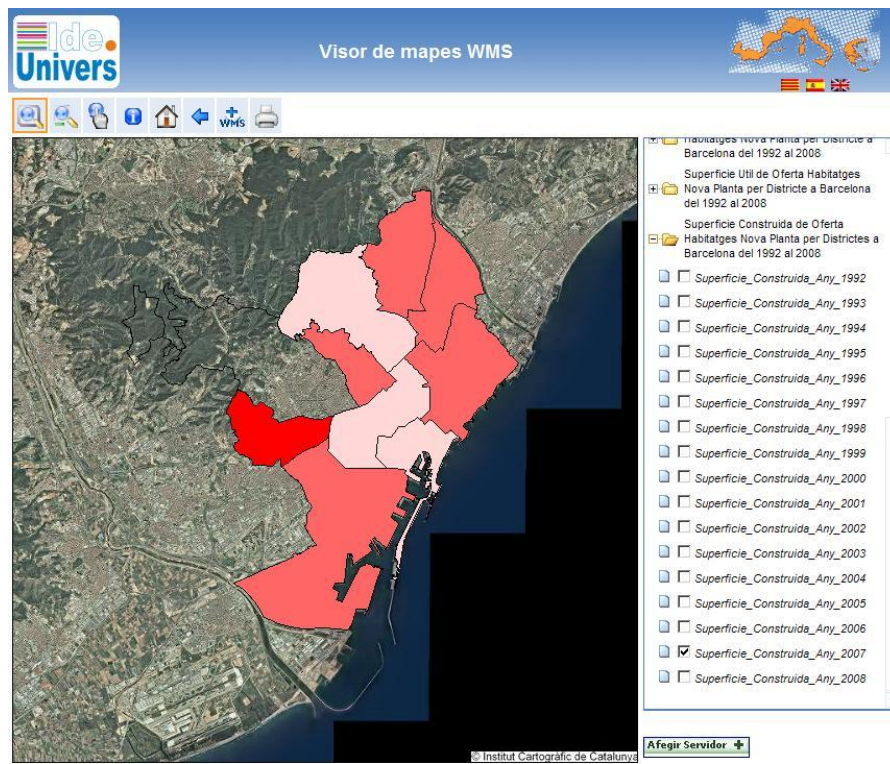 Ide
Univers
Visor de mapes WMS
WMS
Habitatges Nova Planta per Districte a
Barcelona del 1992 al 2008
Superficie Util de Oferta Habitatges
Nova Planta per Districte a Barcelona
del 1992 al 2008
Superficie Construida de Oferta
Habitatges Nova Planta per Districtes a
Barcelona del 1992 al 2008
Superficie_Construida_Any_1992
Superficie_Construida_Any_1993
Superficie_Construida_Any_1994
Superficie_Construida_Any_1995
Superficie_Construida_Any_1996
Superficie_Construida_Any_1997
Superficie_Construida_Any_1998
Superficie_Construida_Any_1999
Superficie_Construida_Any_2000
Superficie_Construida_Any_2001
Superficie_Construida_Any_2002
Superficie_Construida_Any_2003
Superficie_Construida_Any_2004
Superficie_Construida_Any_2005
Superficie_Construida_Any_2006
Superficie_Construida_Any_2007
Superficie_Construida_Any_2008
© Institut Cartogràfic de Catalunya
Afegir Servidor